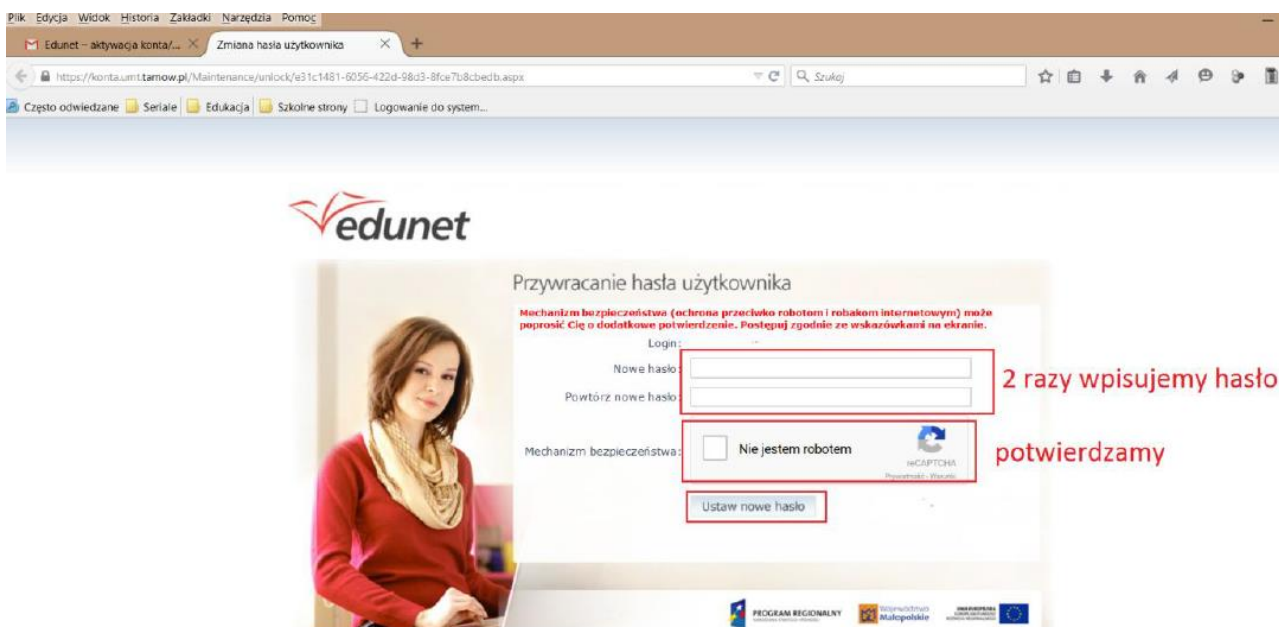 Plik Edycja Widok Historia Zakładki Narzędzia Pomoc
Edunet – aktywacja konta/... Zmiana hasła użytkownika
https://konta.umt.tarnow.pl/Maintenance/unlock/e31c1481-6056-422d-98d3-8fce7b8cbedb.aspx Szukaj
Często odwiedzane Seriale Edukacja Szkolne strony Logowanie do system...
edunet
Przywracanie hasła użytkownika
Mechanizm bezpieczeństwa (ochrona przeciwko robotom i robakom internetowym) może
poprosić Cię o dodatkowe potwierdzenie. Postępuj zgodnie ze wskazówkami na ekranie.
Login:
Nowe hasło:
2 razy wpisujemy hasło
Powtórz nowe hasło:
Mechanizm bezpieczeństwa: Nie jestem robotem
reCAPTCHA
Prywatność - Warunki
potwierdzamy
Ustaw nowe hasło
PROGRAM REGIONALNY
Województwo
Małopolskie